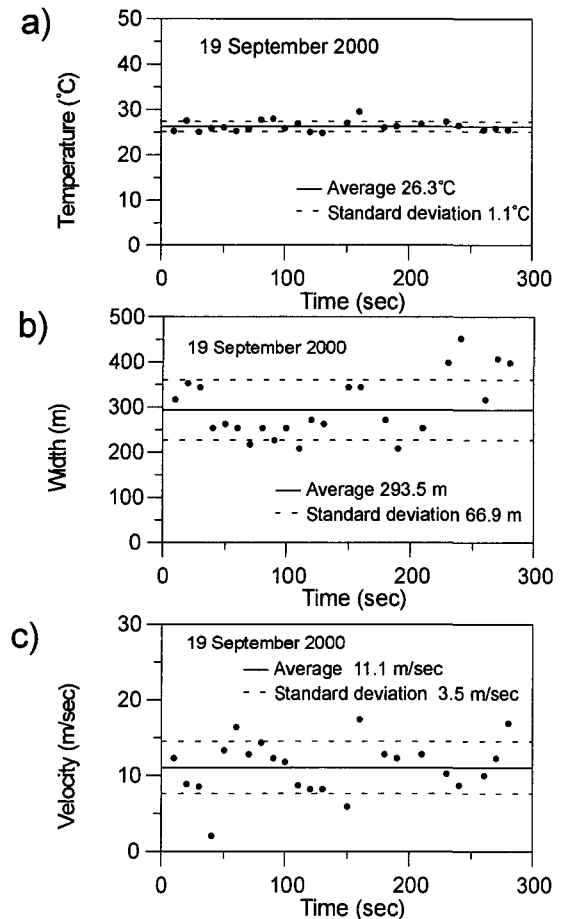 a)
50
40
30
20
10
0
Temperature (°C)
19 September 2000
Average 26.3°C
Standard deviation 1.1°C
0 100 200 300
Time (sec)
b)
500
400
300
200
100
0
Width (m)
19 September 2000
Average 293.5 m
Standard deviation 66.9 m
0 100 200 300
Time (sec)
c)
30
20
10
0
Velocity (m/sec)
19 September 2000
Average 11.1 m/sec
Standard deviation 3.5 m/sec
0 100 200 300
Time (sec)